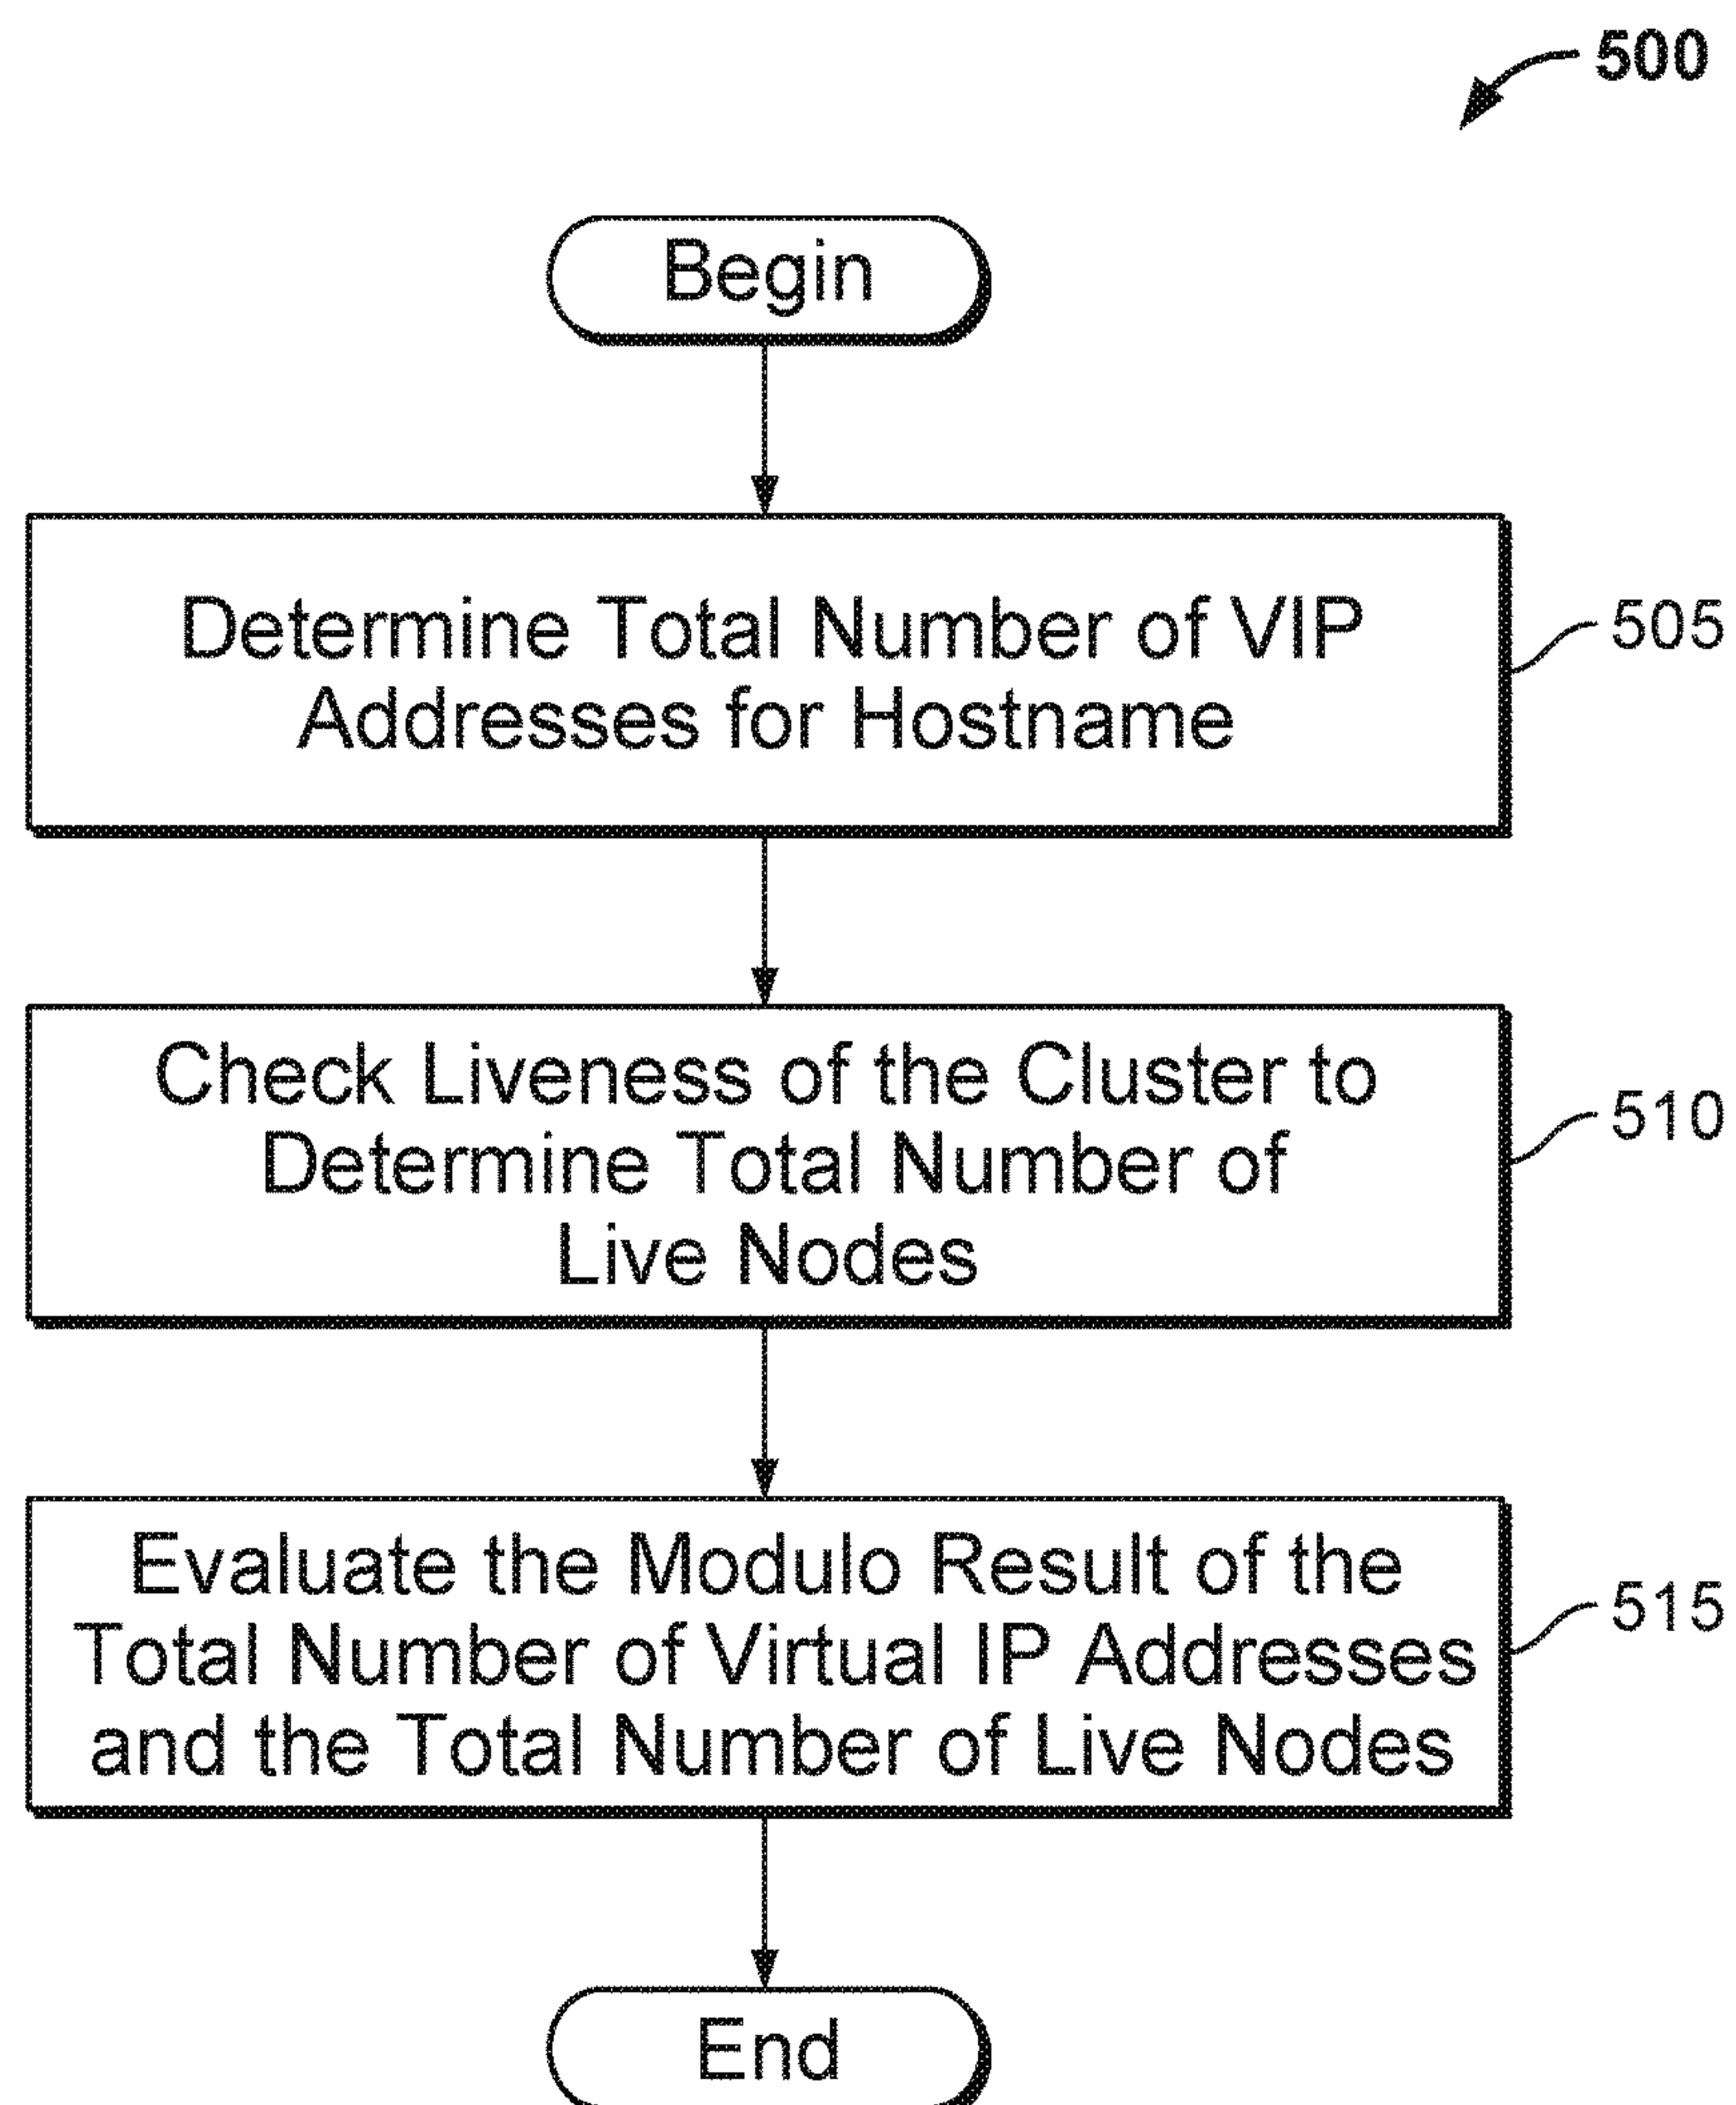 500
Begin
Determine Total Number of VIP
Addresses for Hostname
505
Check Liveness of the Cluster to
Determine Total Number of
Live Nodes
510
Evaluate the Modulo Result of the
Total Number of Virtual IP Addresses
and the Total Number of Live Nodes
515
End